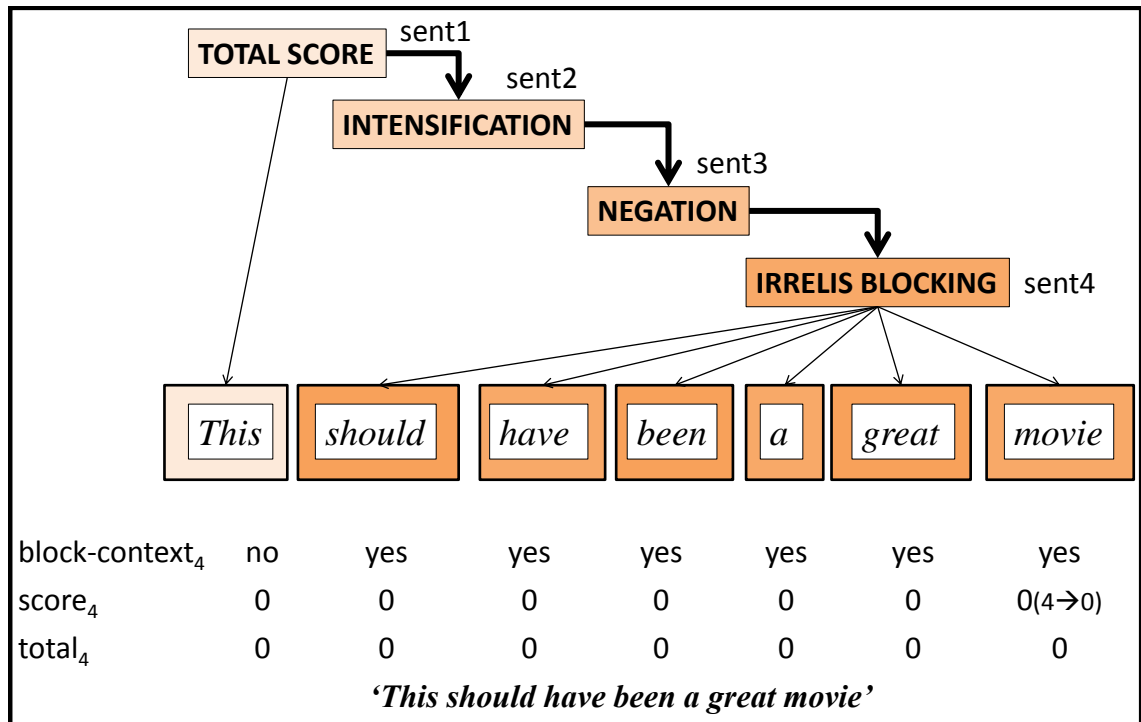 sent1
TOTAL SCORE
sent2
INTENSIFICATION
sent3
NEGATION
IRRELIS BLOCKING sent4
This should have been a great movie
block-context₄ no yes yes yes yes yes yes
score₄ 0 0 0 0 0 0 0(4→0)
total₄ 0 0 0 0 0 0 0
‘This should have been a great movie’